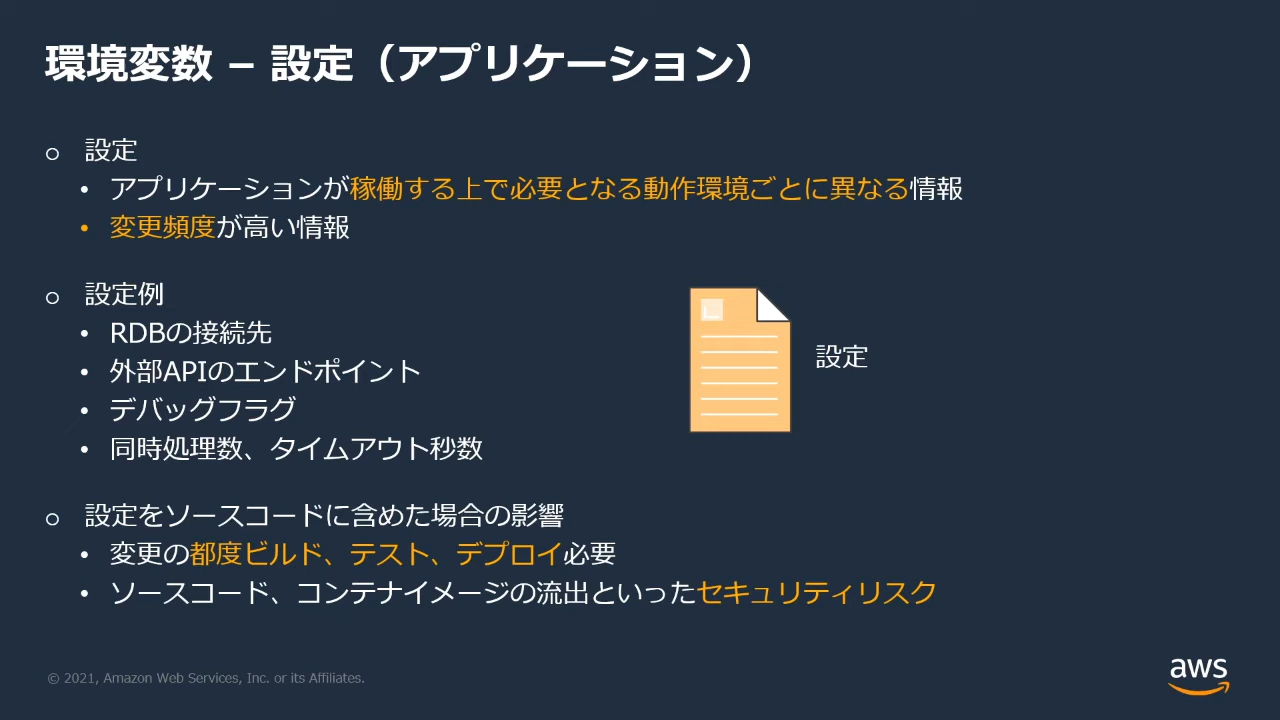 環境変数 – 設定（アプリケーション）
o 設定
• アプリケーションが稼働する上で必要となる動作環境ごとに異なる情報
• 変更頻度が高い情報
o 設定例
• RDBの接続先
• 外部APIのエンドポイント
• デバッグフラグ
• 同時処理数、タイムアウト秒数
設定
o 設定をソースコードに含めた場合の影響
• 変更の都度ビルド、テスト、デプロイ必要
• ソースコード、コンテナイメージの流出といったセキュリティリスク
© 2021, Amazon Web Services, Inc. or its Affiliates.
aws